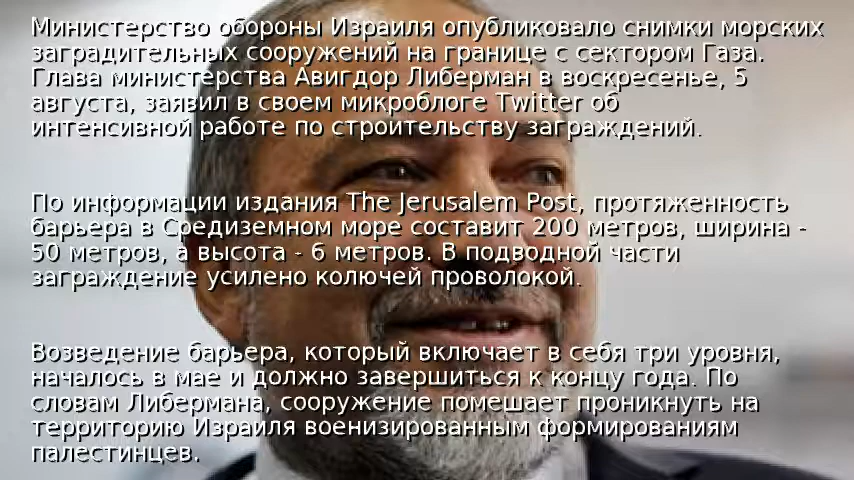 Министерство обороны Израиля опубликовало снимки морских
заградительных сооружений на границе с сектором Газа.
Глава министерства Авигдор Либерман в воскресенье, 5
августа, заявил в своем микроблоге Twitter об
интенсивной работе по строительству заграждений.
По информации издания The Jerusalem Post, протяженность
барьера в Средиземном море составит 200 метров, ширина -
50 метров, а высота - 6 метров. В подводной части
заграждение усилено колючей проволокой.
Возведение барьера, который включает в себя три уровня,
началось в мае и должно завершиться к концу года. По
словам Либермана, сооружение помешает проникнуть на
территорию Израиля военизированным формированиям
палестинцев.